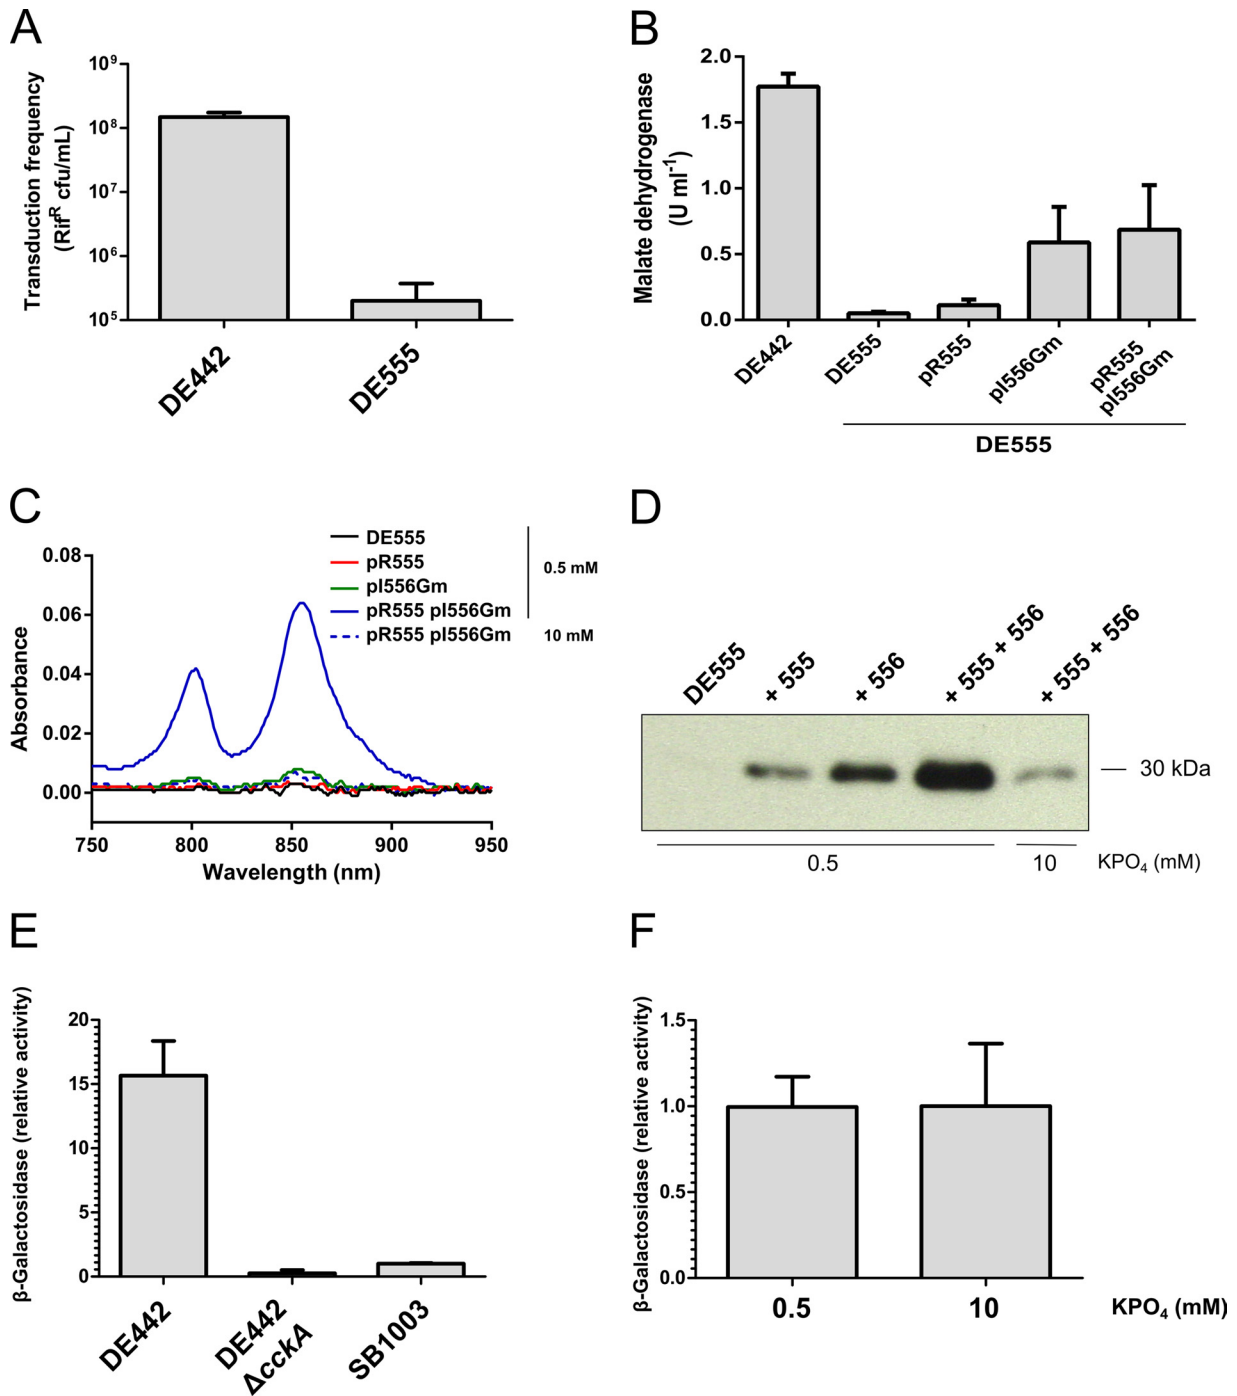 A
Transduction frequency
(Rif^R cfu/mL)
10⁹
10⁸
10⁷
10⁶
10⁵
DE442
DE555
B
Malate dehydrogenase
(U ml⁻¹)
2.0
1.5
1.0
0.5
0.0
DE442
DE555
pR555
pI556Gm
pR555
pI556Gm
DE555
C
Absorbance
0.08
0.06
0.04
0.02
0.00
750
800
850
900
950
Wavelength (nm)
DE555
pR555
pI556Gm
pR555 pI556Gm
pR555 pI556Gm
0.5 mM
10 mM
D
DE555
+ 555
+ 556
+ 555 + 556
+ 555 + 556
30 kDa
0.5
10
KPO₄ (mM)
E
β-Galactosidase (relative activity)
20
15
10
5
0
DE442
DE442
ΔcckA
SB1003
F
β-Galactosidase (relative activity)
1.5
1.0
0.5
0.0
0.5
10
KPO₄ (mM)